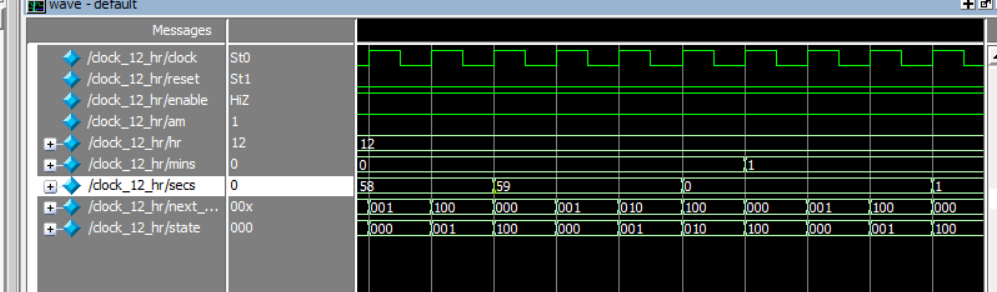 wave - default
Messages
/clock_12_hr/clock St0
/clock_12_hr/reset St1
/clock_12_hr/enable HiZ
/clock_12_hr/am 1
/clock_12_hr/hr 12 12
/clock_12_hr/mins 0 0 1
/clock_12_hr/secs 0 58 59 0 1
/clock_12_hr/next_... 00x 001 100 000 001 010 100 000 001 100 000
/clock_12_hr/state 000 000 001 100 000 001 010 100 000 001 100